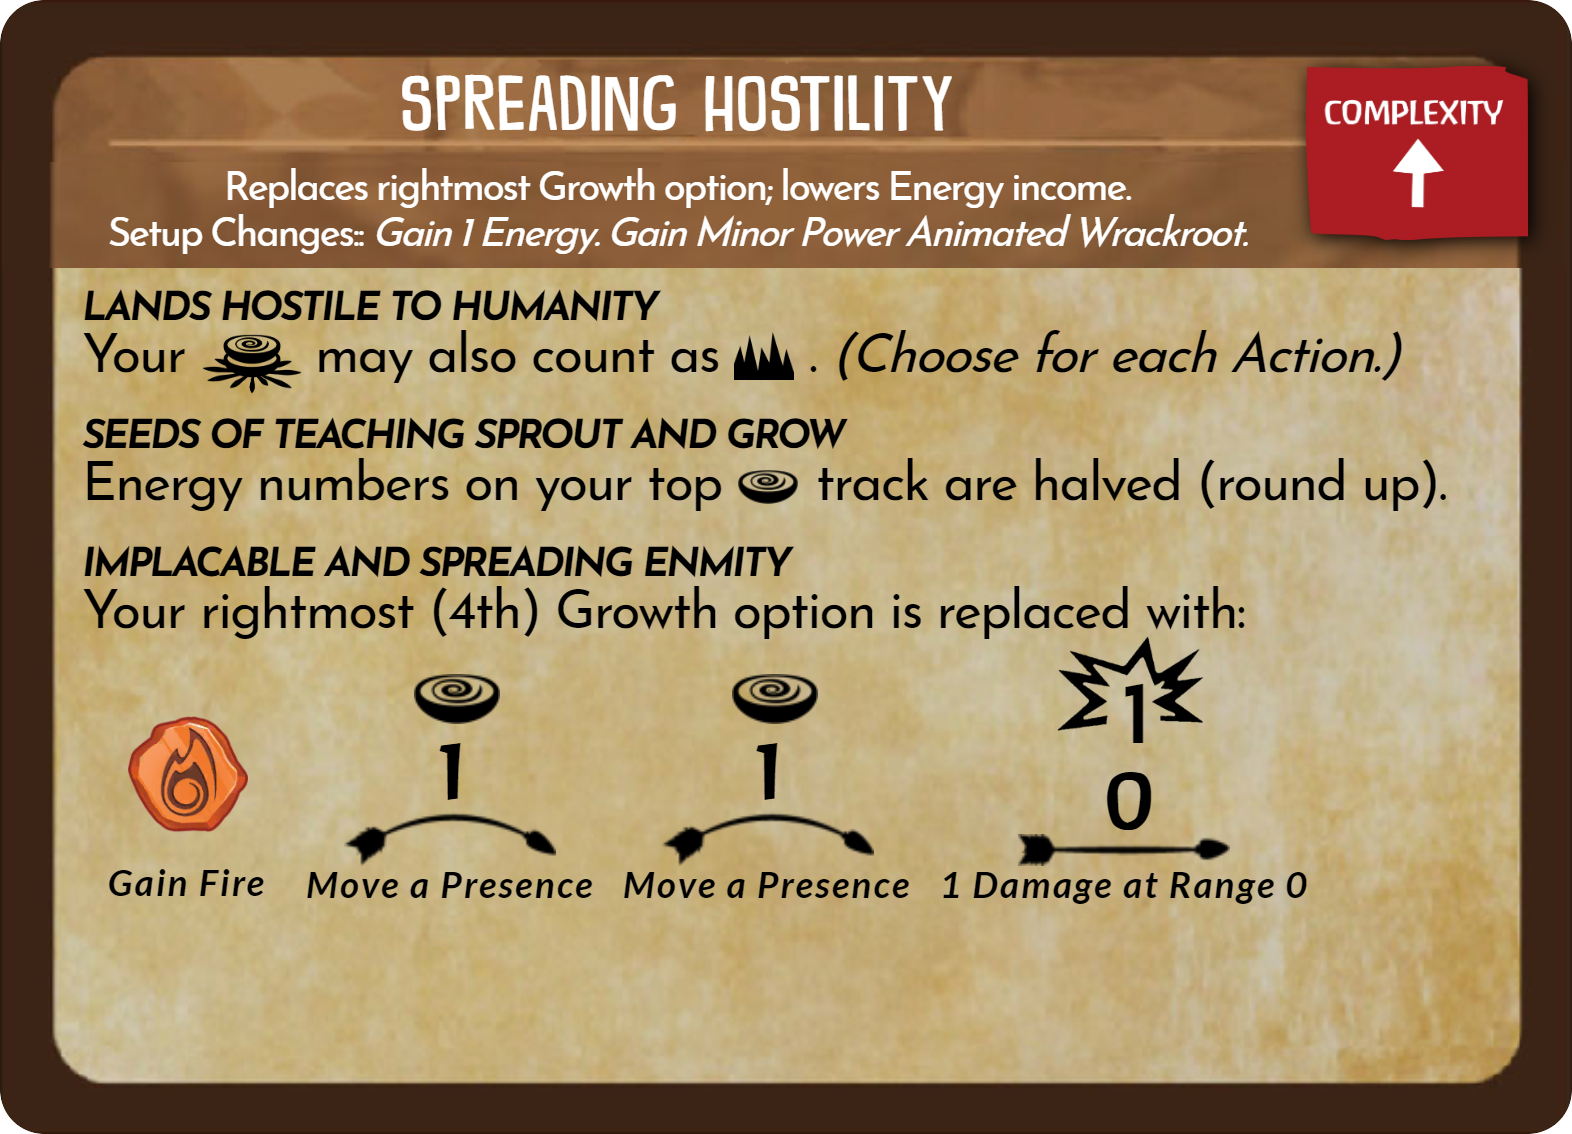 SPREADING HOSTILITY
COMPLEXITY
Replaces rightmost Growth option; lowers Energy income.
Setup Changes:: Gain 1 Energy. Gain Minor Power Animated Wrackroot.
LANDS HOSTILE TO HUMANITY
Your may also count as . (Choose for each Action.)
SEEDS OF TEACHING SPROUT AND GROW
Energy numbers on your top track are halved (round up).
IMPLACABLE AND SPREADING ENMITY
Your rightmost (4th) Growth option is replaced with:
1
1 1 0
Gain Fire Move a Presence Move a Presence 1 Damage at Range 0